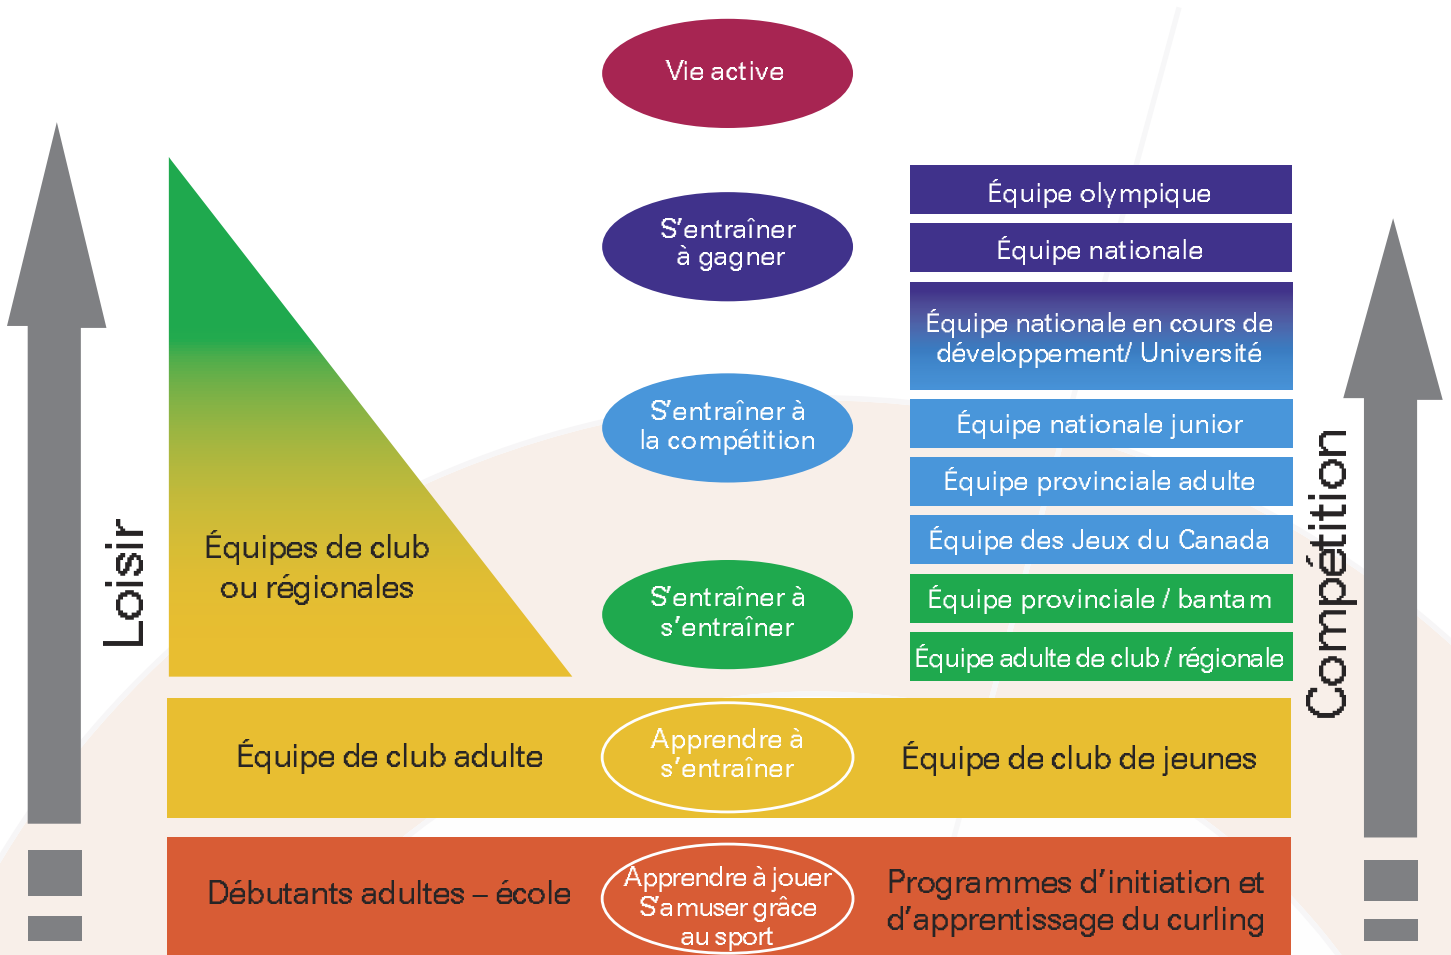 Vie active
S'entraîner
à gagner
S'entraîner à
la compétition
S'entraîner à
s'entraîner
Apprendre à
s'entraîner
Apprendre à jouer
S'amuser grâce
au sport
Loisir
Équipes de club
ou régionales
Équipe de club adulte
Débutants adultes – école
Équipe olympique
Équipe nationale
Équipe nationale en cours de
développement/ Université
Équipe nationale junior
Équipe provinciale adulte
Équipe des Jeux du Canada
Équipe provinciale / bantam
Équipe adulte de club / régionale
Équipe de club de jeunes
Programmes d'initiation et
d'apprentissage du curling
Compétition